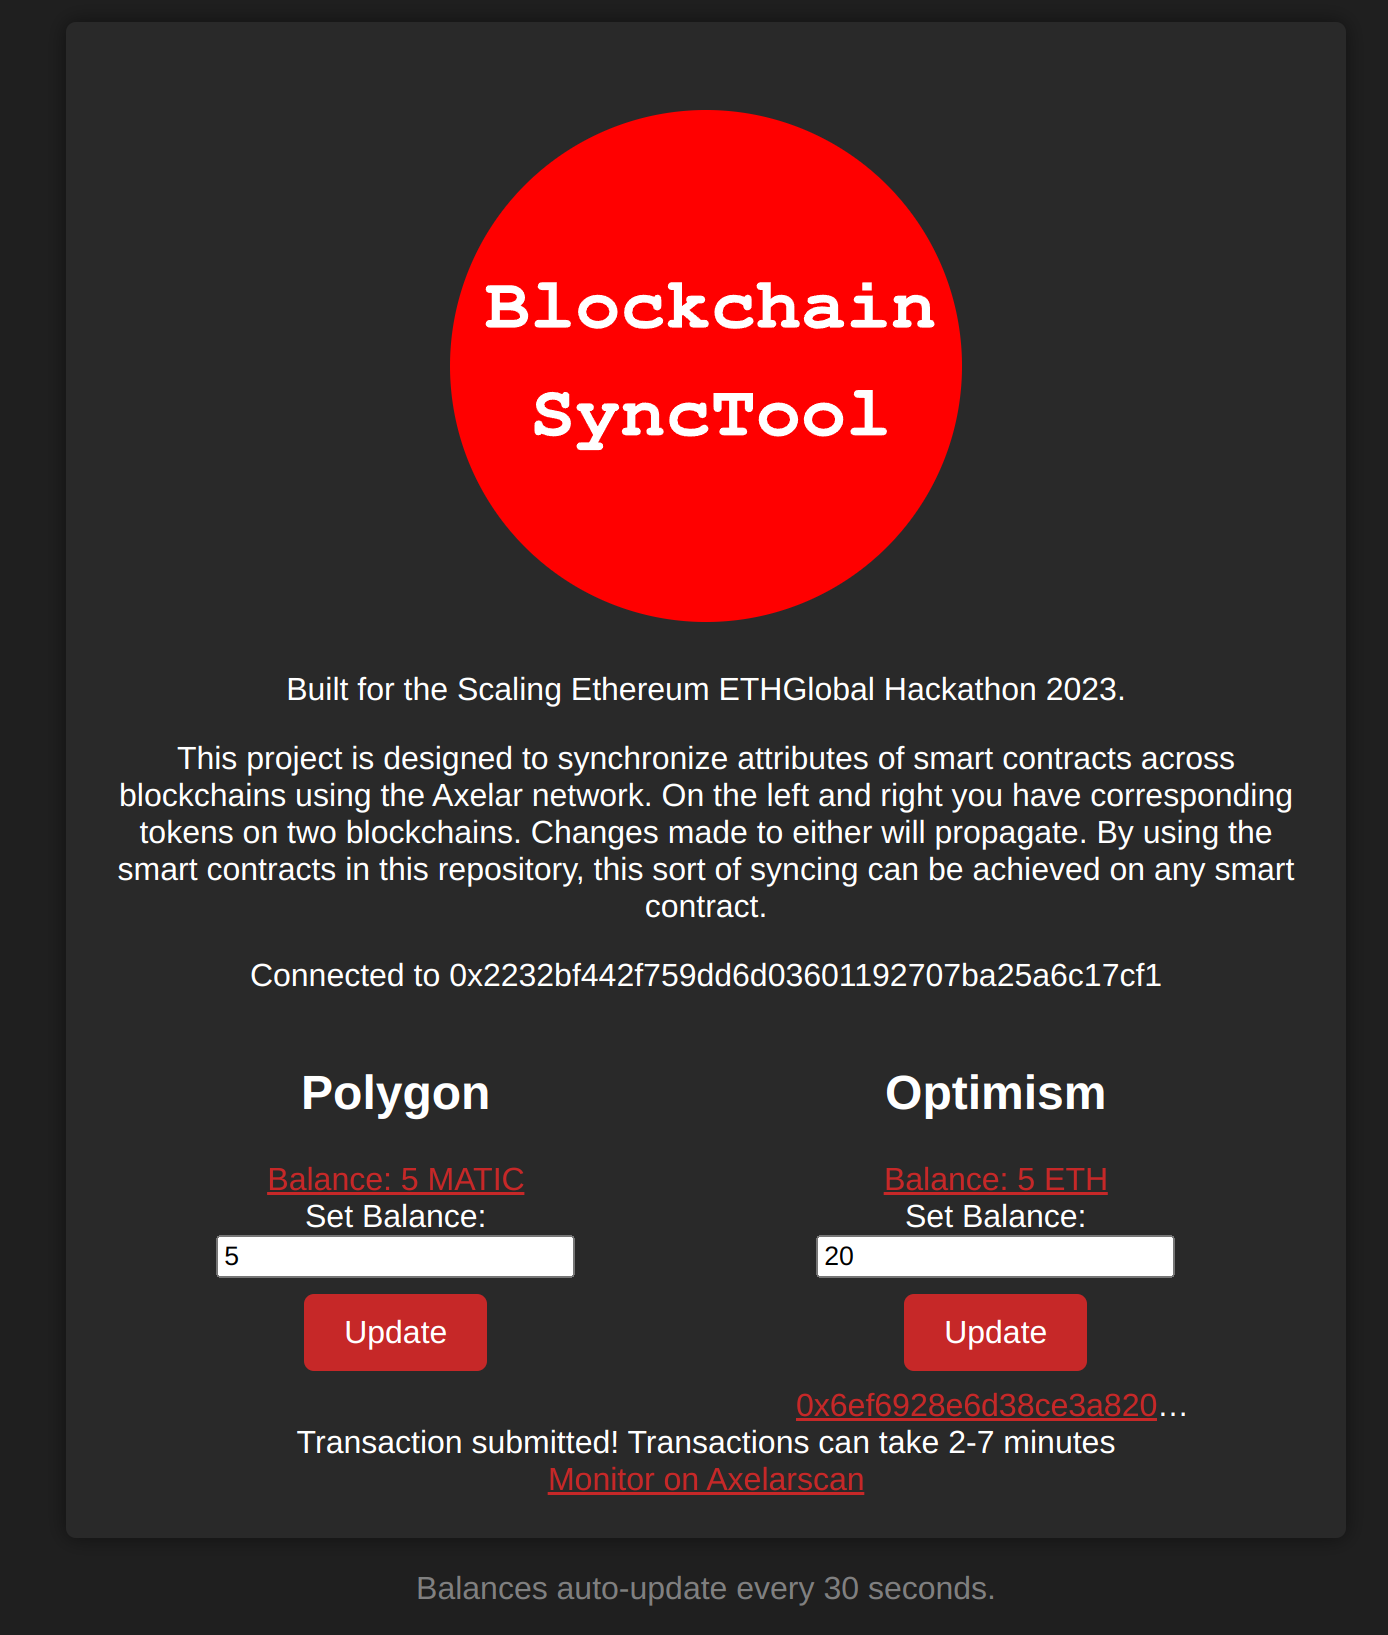 Blockchain
SyncTool
Built for the Scaling Ethereum ETHGlobal Hackathon 2023.
This project is designed to synchronize attributes of smart contracts across
blockchains using the Axelar network. On the left and right you have corresponding
tokens on two blockchains. Changes made to either will propagate. By using the
smart contracts in this repository, this sort of syncing can be achieved on any smart
contract.
Connected to 0x2232bf442f759dd6d03601192707ba25a6c17cf1
Polygon
Balance: 5 MATIC
Set Balance:
5
Update
Optimism
Balance: 5 ETH
Set Balance:
20
Update
0x6ef6928e6d38ce3a820…
Transaction submitted! Transactions can take 2-7 minutes
Monitor on Axelarscan
Balances auto-update every 30 seconds.